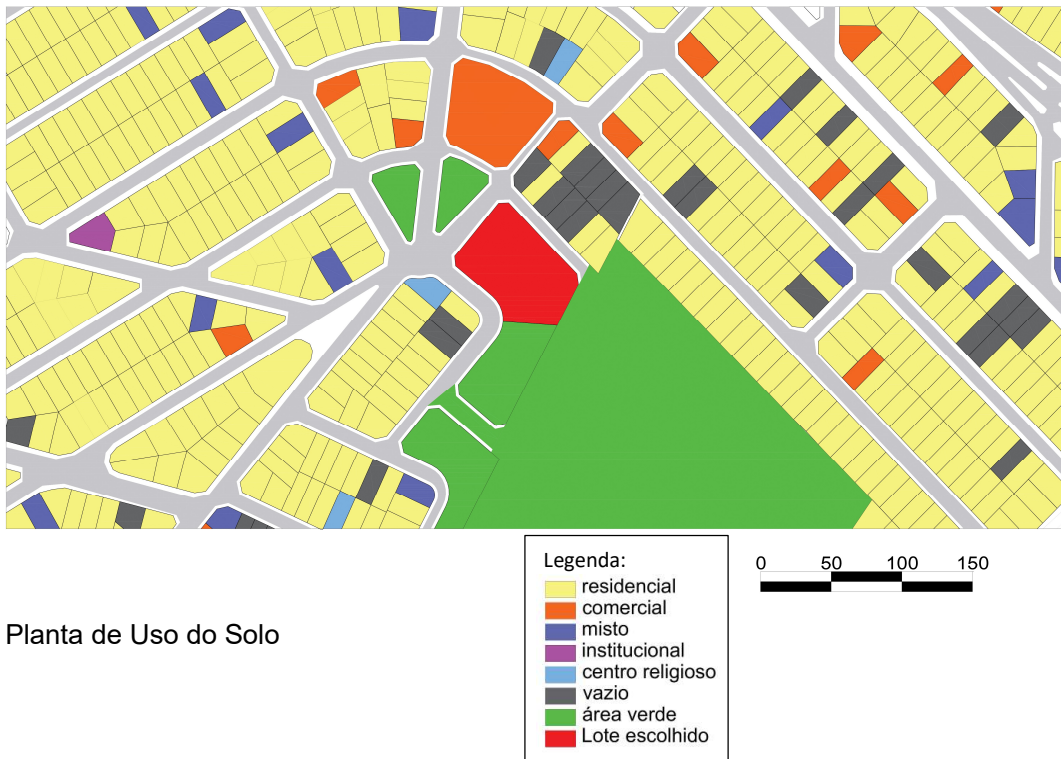 Legenda:
residencial
comercial
misto
institucional
centro religioso
vazio
área verde
Lote escolhido
0 50 100 150
Planta de Uso do Solo